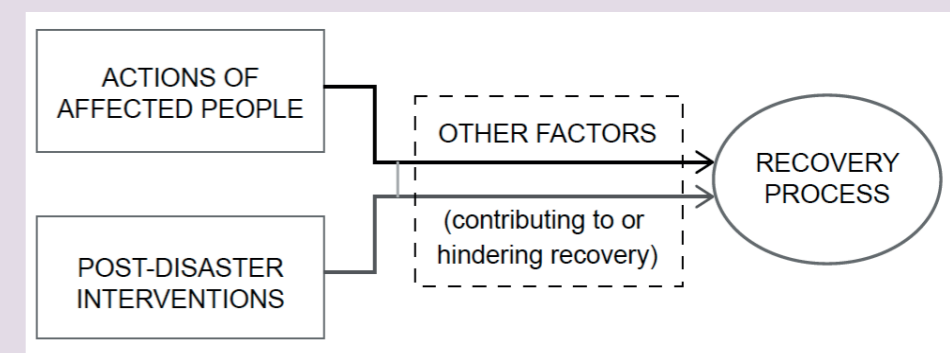 ACTIONS OF
AFFECTED PEOPLE
OTHER FACTORS
(contributing to or
hindering recovery)
RECOVERY
PROCESS
POST-DISASTER
INTERVENTIONS